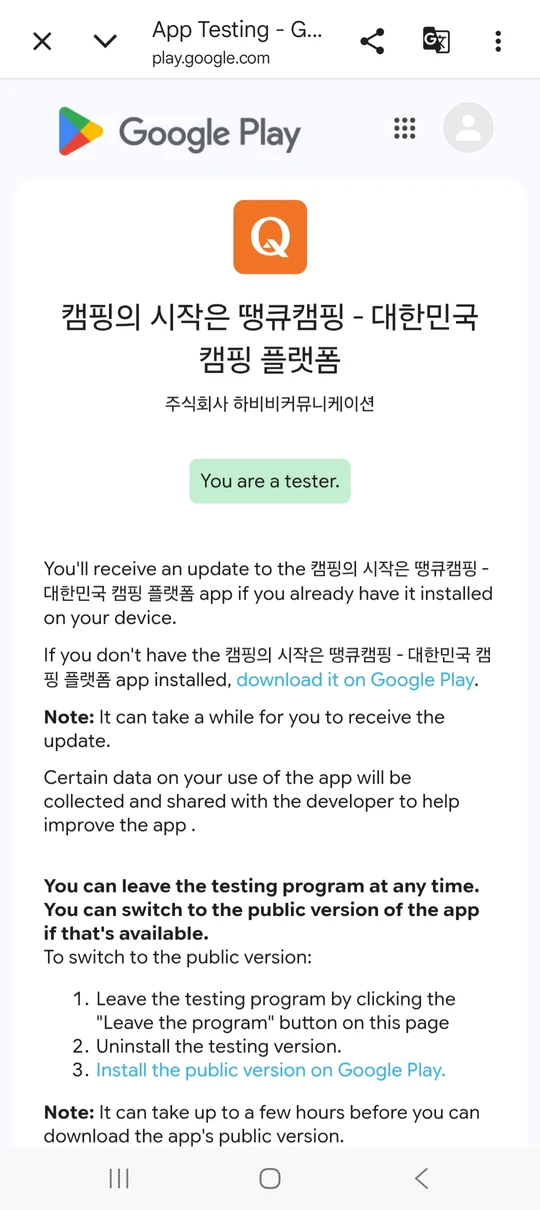 App Testing - G...
play.google.com
Google Play
Q
캠핑의 시작은 땡큐캠핑 - 대한민국
캠핑 플랫폼
주식회사 하비비커뮤니케이션
You are a tester.
You'll receive an update to the 캠핑의 시작은 땡큐캠핑 -
대한민국 캠핑 플랫폼 app if you already have it installed
on your device.
If you don't have the 캠핑의 시작은 땡큐캠핑 - 대한민국 캠
핑 플랫폼 app installed, download it on Google Play.
Note: It can take a while for you to receive the
update.
Certain data on your use of the app will be
collected and shared with the developer to help
improve the app .
You can leave the testing program at any time.
You can switch to the public version of the app
if that's available.
To switch to the public version:
1. Leave the testing program by clicking the
"Leave the program" button on this page
2. Uninstall the testing version.
3. Install the public version on Google Play.
Note: It can take up to a few hours before you can
download the app's public version.